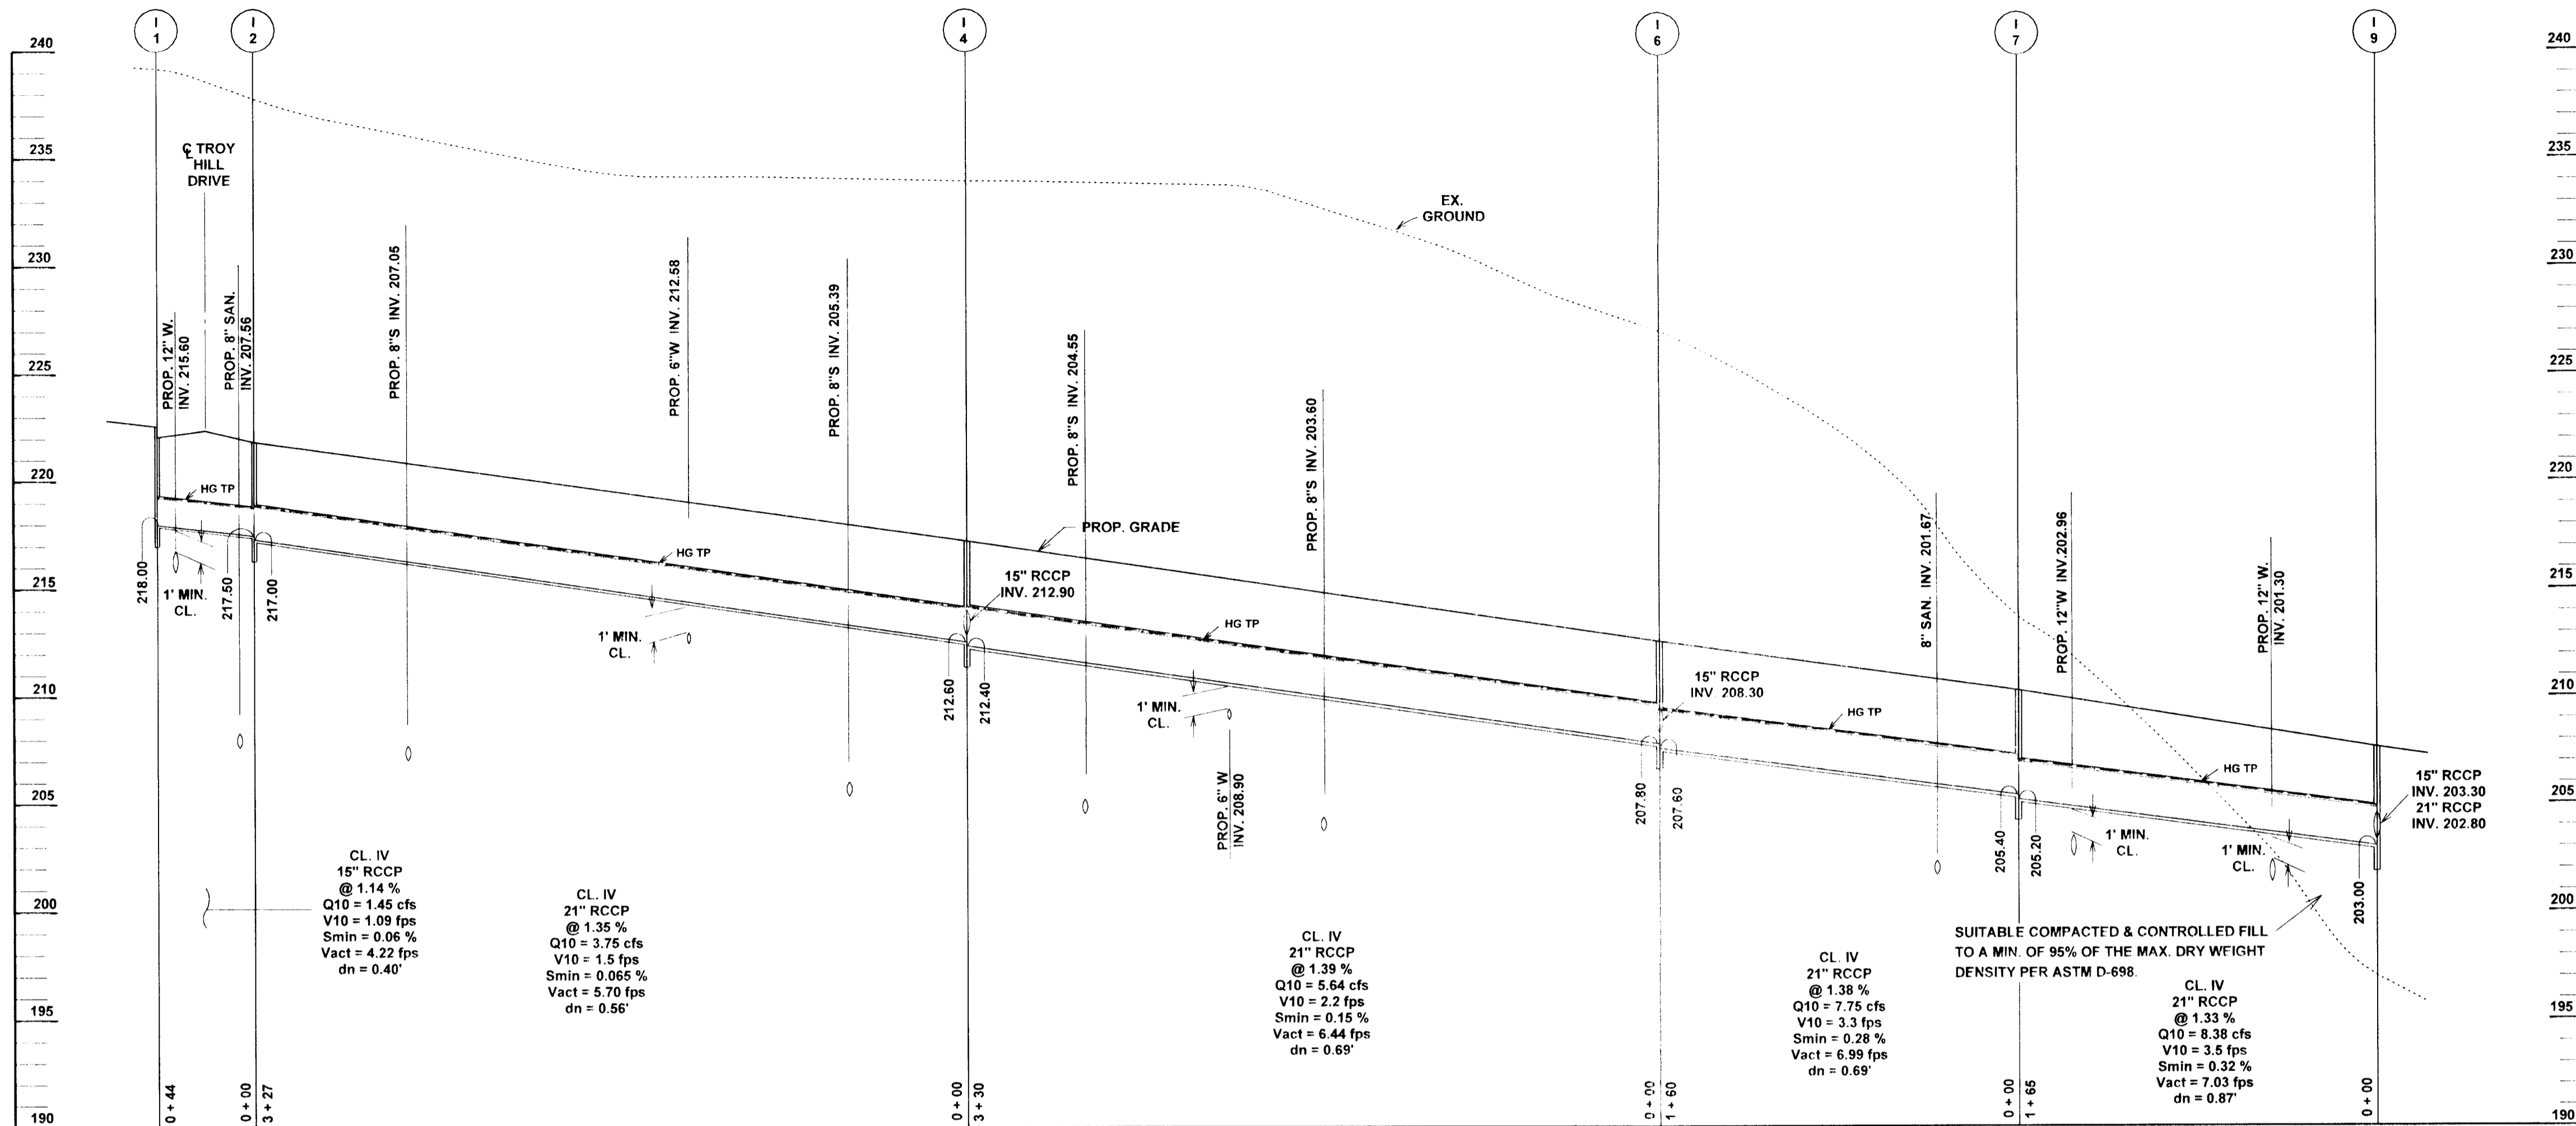 I
1
I
2
I
4
I
6
I
7
I
9
240
235
230
225
220
215
210
205
200
195
190
240
235
230
225
220
215
210
205
200
195
190
℄ TROY
HILL
DRIVE
EX.
GROUND
PROP. 12" W.
INV. 215.60
PROP. 8" SAN.
INV. 207.56
PROP. 8"S INV. 207.05
PROP. 6"W INV. 212.58
PROP. 8"S INV. 205.39
PROP. 8"S INV. 204.55
PROP. 8"S INV. 203.60
8" SAN. INV. 201.67
PROP. 12"W INV.202.96
PROP. 12" W.
INV. 201.30
HG TP
HG TP
HG TP
HG TP
HG TP
PROP. GRADE
15" RCCP
INV. 212.90
15" RCCP
INV. 208.30
15" RCCP
INV. 203.30
21" RCCP
INV. 202.80
218.00
1' MIN.
CL.
217.50
217.00
1' MIN.
CL.
212.60
212.40
1' MIN.
CL.
PROP. 6" W
INV. 208.90
207.80
207.60
205.40
205.20
1' MIN.
CL.
1' MIN.
CL.
203.00
CL. IV
15" RCCP
@ 1.14 %
Q10 = 1.45 cfs
V10 = 1.09 fps
Smin = 0.06 %
Vact = 4.22 fps
dn = 0.40'
CL. IV
21" RCCP
@ 1.35 %
Q10 = 3.75 cfs
V10 = 1.5 fps
Smin = 0.065 %
Vact = 5.70 fps
dn = 0.56'
CL. IV
21" RCCP
@ 1.39 %
Q10 = 5.64 cfs
V10 = 2.2 fps
Smin = 0.15 %
Vact = 6.44 fps
dn = 0.69'
CL. IV
21" RCCP
@ 1.38 %
Q10 = 7.75 cfs
V10 = 3.3 fps
Smin = 0.28 %
Vact = 6.99 fps
dn = 0.69'
SUITABLE COMPACTED & CONTROLLED FILL
TO A MIN. OF 95% OF THE MAX. DRY WEIGHT
DENSITY PER ASTM D-698.
CL. IV
21" RCCP
@ 1.33 %
Q10 = 8.38 cfs
V10 = 3.5 fps
Smin = 0.32 %
Vact = 7.03 fps
dn = 0.87'
0 + 44
0 + 00
3 + 27
0 + 00
3 + 30
0 + 00
1 + 60
0 + 00
1 + 65
0 + 00